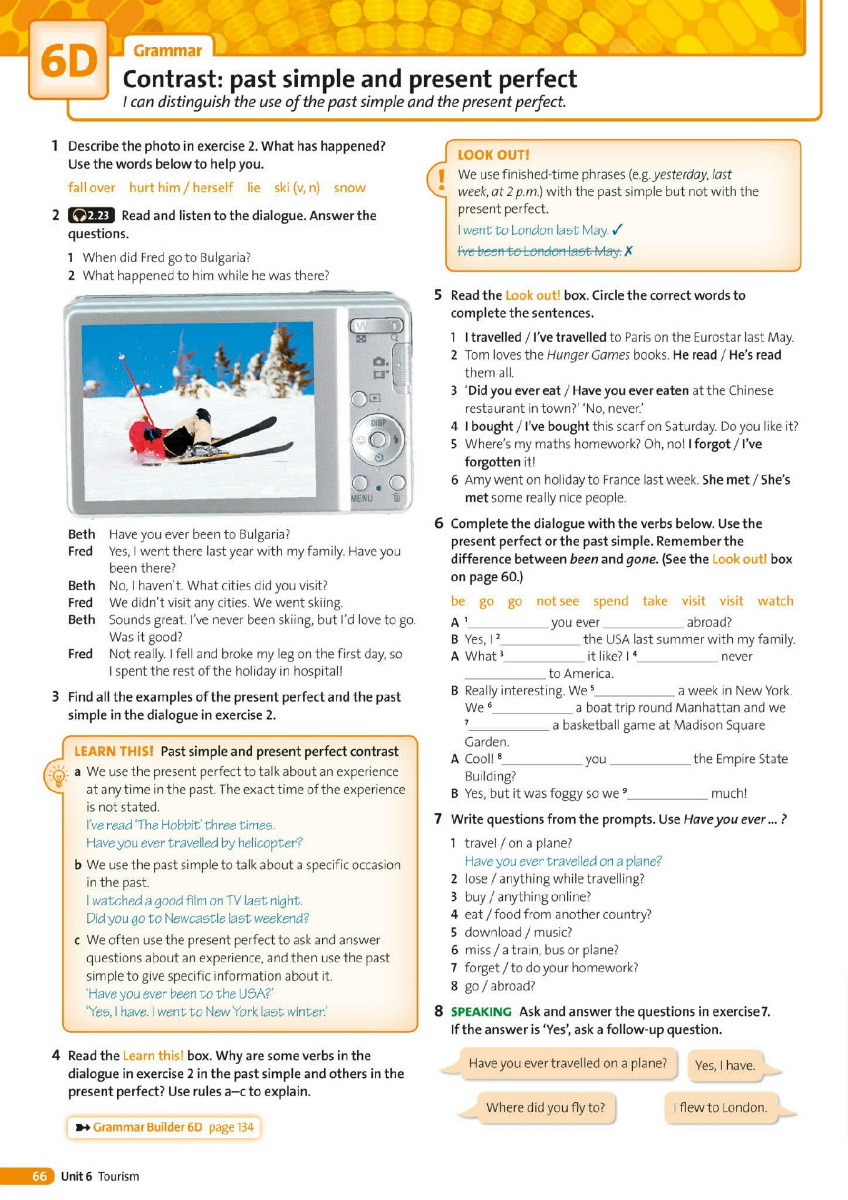 6D
Grammar
Contrast: past simple and present perfect
I can distinguish the use of the past simple and the present perfect.
1 Describe the photo in exercise 2. What has happened?
Use the words below to help you.
fall over hurt him / herself lie ski (v, n) snow
2 2.23 Read and listen to the dialogue. Answer the
questions.
1 When did Fred go to Bulgaria?
2 What happened to him while he was there?
W T
DISP
MENU
Beth Have you ever been to Bulgaria?
Fred Yes, I went there last year with my family. Have you
been there?
Beth No, I haven't. What cities did you visit?
Fred We didn't visit any cities. We went skiing.
Beth Sounds great. I've never been skiing, but I'd love to go.
Was it good?
Fred Not really. I fell and broke my leg on the first day, so
I spent the rest of the holiday in hospital!
3 Find all the examples of the present perfect and the past
simple in the dialogue in exercise 2.
LEARN THIS! Past simple and present perfect contrast
a We use the present perfect to talk about an experience
at any time in the past. The exact time of the experience
is not stated.
I've read 'The Hobbit' three times.
Have you ever travelled by helicopter?
b We use the past simple to talk about a specific occasion
in the past.
I watched a good film on TV last night.
Did you go to Newcastle last weekend?
c We often use the present perfect to ask and answer
questions about an experience, and then use the past
simple to give specific information about it.
'Have you ever been to the USA?'
'Yes, I have. I went to New York last winter.'
4 Read the Learn this! box. Why are some verbs in the
dialogue in exercise 2 in the past simple and others in the
present perfect? Use rules a–c to explain.
Grammar Builder 6D page 134
LOOK OUT!
! We use finished-time phrases (e.g. yesterday, last
week, at 2 p.m.) with the past simple but not with the
present perfect.
I went to London last May. ✓
I've been to London last May. ✗
5 Read the Look out! box. Circle the correct words to
complete the sentences.
1 I travelled / I've travelled to Paris on the Eurostar last May.
2 Tom loves the Hunger Games books. He read / He's read
them all.
3 'Did you ever eat / Have you ever eaten at the Chinese
restaurant in town?' 'No, never.'
4 I bought / I've bought this scarf on Saturday. Do you like it?
5 Where's my maths homework? Oh, no! I forgot / I've
forgotten it!
6 Amy went on holiday to France last week. She met / She's
met some really nice people.
6 Complete the dialogue with the verbs below. Use the
present perfect or the past simple. Remember the
difference between been and gone. (See the Look out! box
on page 60.)
be go go not see spend take visit visit watch
A 1____________ you ever ____________ abroad?
B Yes, I 2____________ the USA last summer with my family.
A What 3____________ it like? I 4____________ never
____________ to America.
B Really interesting. We 5____________ a week in New York.
We 6____________ a boat trip round Manhattan and we
7____________ a basketball game at Madison Square
Garden.
A Cool! 8____________ you ____________ the Empire State
Building?
B Yes, but it was foggy so we 9____________ much!
7 Write questions from the prompts. Use Have you ever … ?
1 travel / on a plane?
Have you ever travelled on a plane?
2 lose / anything while travelling?
3 buy / anything online?
4 eat / food from another country?
5 download / music?
6 miss / a train, bus or plane?
7 forget / to do your homework?
8 go / abroad?
8 SPEAKING Ask and answer the questions in exercise 7.
If the answer is 'Yes', ask a follow-up question.
Have you ever travelled on a plane?
Yes, I have.
Where did you fly to?
I flew to London.
66 Unit 6 Tourism